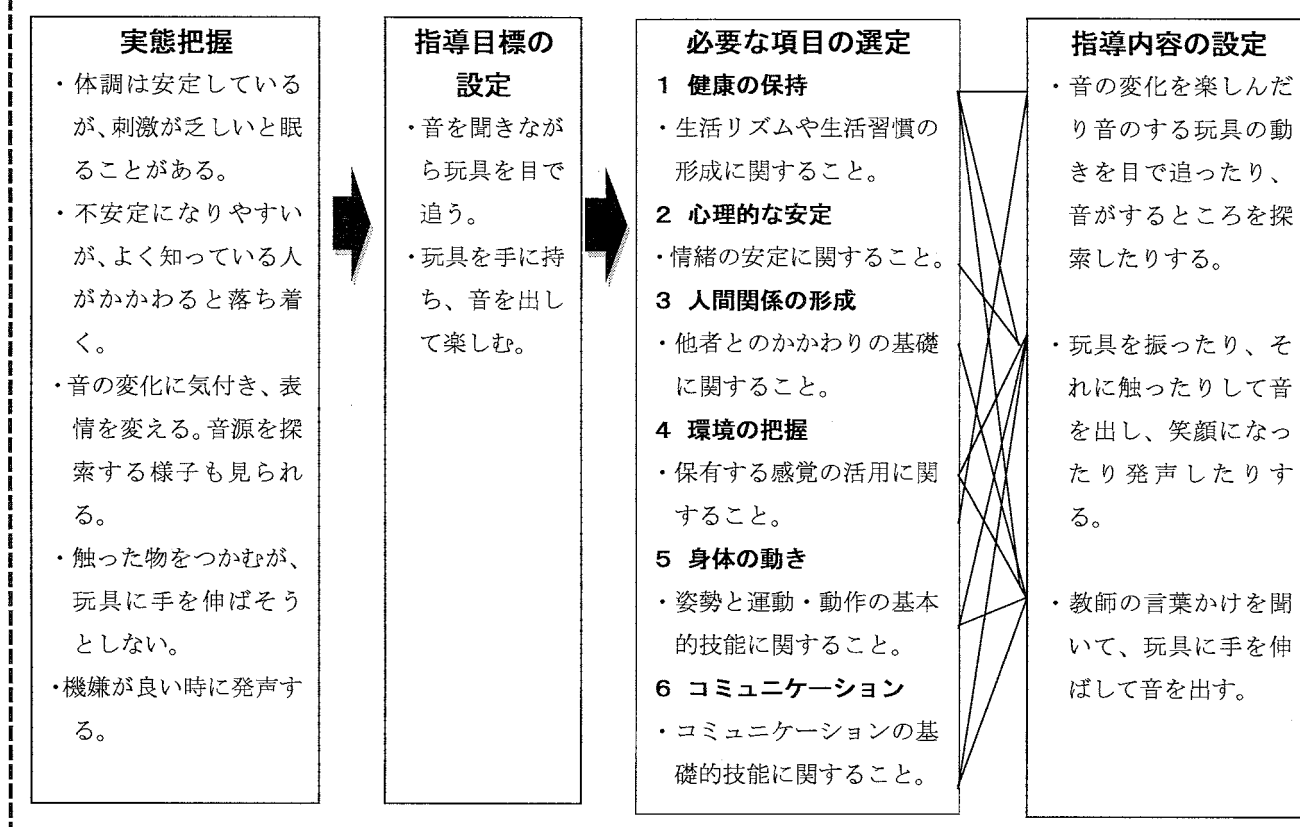 実態把握
・体調は安定している
が、刺激が乏しいと眠
ることがある。
・不安定になりやすい
が、よく知っている人
がかかわると落ち着
く。
・音の変化に気付き、表
情を変える。音源を探
索する様子も見られ
る。
・触った物をつかむが、
玩具に手を伸ばそう
としない。
・機嫌が良い時に発声す
る。
指導目標の
設定
・音を聞きなが
ら玩具を目で
追う。
・玩具を手に持
ち、音を出し
て楽しむ。
必要な項目の選定
1 健康の保持
・生活リズムや生活習慣の
形成に関すること。
2 心理的な安定
・情緒の安定に関すること。
3 人間関係の形成
・他者とのかかわりの基礎
に関すること。
4 環境の把握
・保有する感覚の活用に関
すること。
5 身体の動き
・姿勢と運動・動作の基本
的技能に関すること。
6 コミュニケーション
・コミュニケーションの基
礎的技能に関すること。
指導内容の設定
・音の変化を楽しんだ
り音のする玩具の動
きを目で追ったり、
音がするところを探
索したりする。
・玩具を振ったり、そ
れに触ったりして音
を出し、笑顔になっ
たり発声したりす
る。
・教師の言葉かけを聞
いて、玩具に手を伸
ばして音を出す。